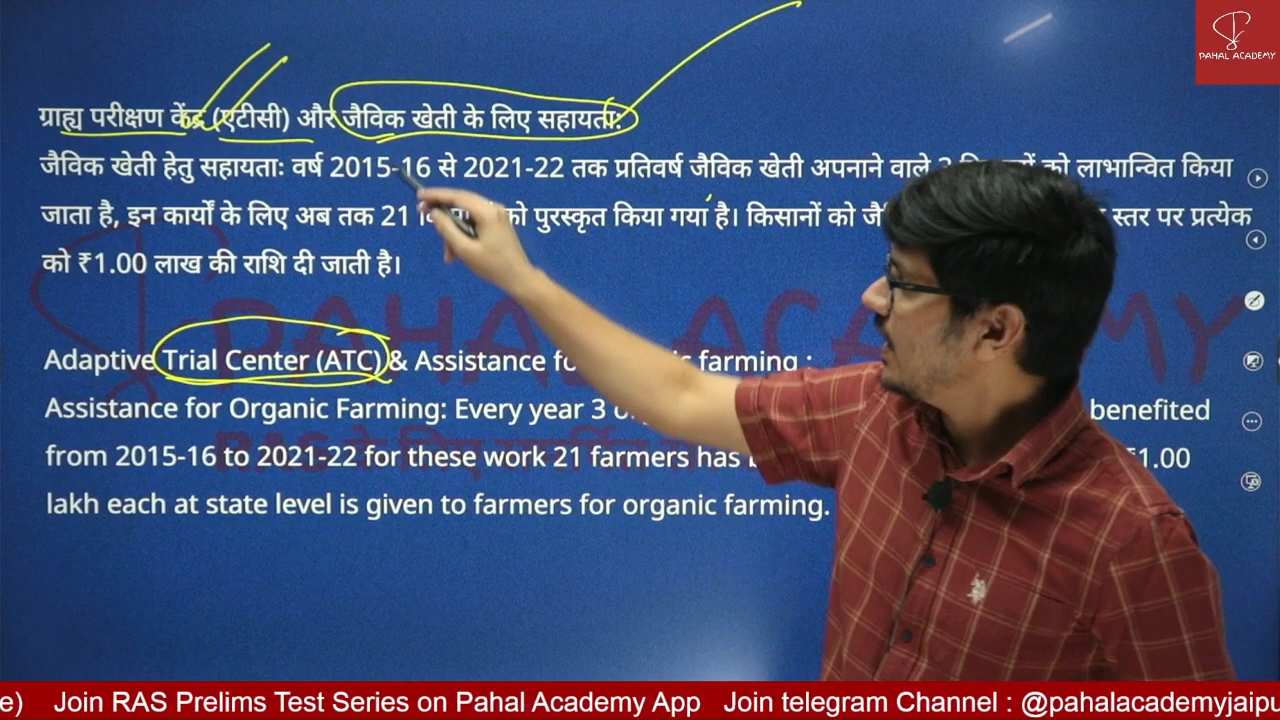 PAHAL ACADEMY
ग्राह्य परीक्षण केंद्र (एटीसी) और जैविक खेती के लिए सहायताः
जैविक खेती हेतु सहायताः वर्ष 2015-16 से 2021-22 तक प्रतिवर्ष जैविक खेती अपनाने वाले 3 को लाभान्वित किया
जाता है, इन कार्यों के लिए अब तक 21 को पुरस्कृत किया गया है। किसानों को स्तर पर प्रत्येक
को ₹1.00 लाख की राशि दी जाती है।
PAHAL ACADEMY
Adaptive Trial Center (ATC) & Assistance farming :
Assistance for Organic Farming: Every year 3 benefited
from 2015-16 to 2021-22 for these work 21 farmers has ₹1.00
lakh each at state level is given to farmers for organic farming.
e) Join RAS Prelims Test Series on Pahal Academy App Join telegram Channel : @pahalacademyjaipu